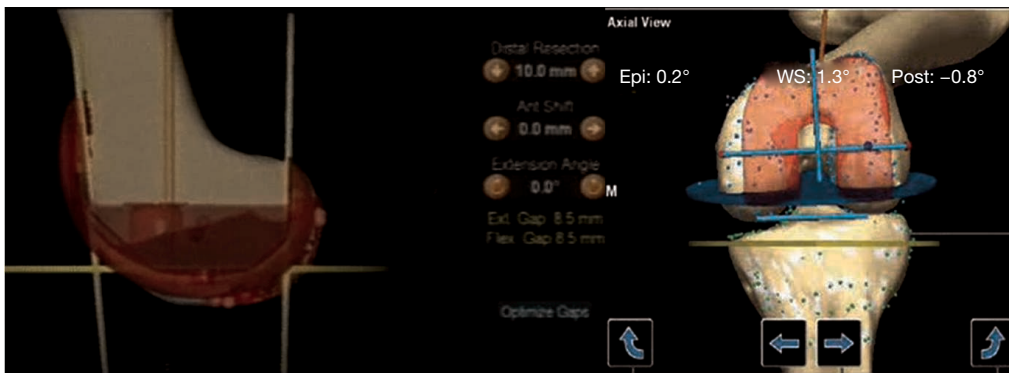 Distal Resection
10.0 mm
Ant Shift
0.0 mm
Extension Angle
0.0°
Ext. Gap 8.5 mm
Flex. Gap 8.5 mm
Optimize Gaps
Axial View
Epi: 0.2° WS: 1.3° Post: −0.8°
M